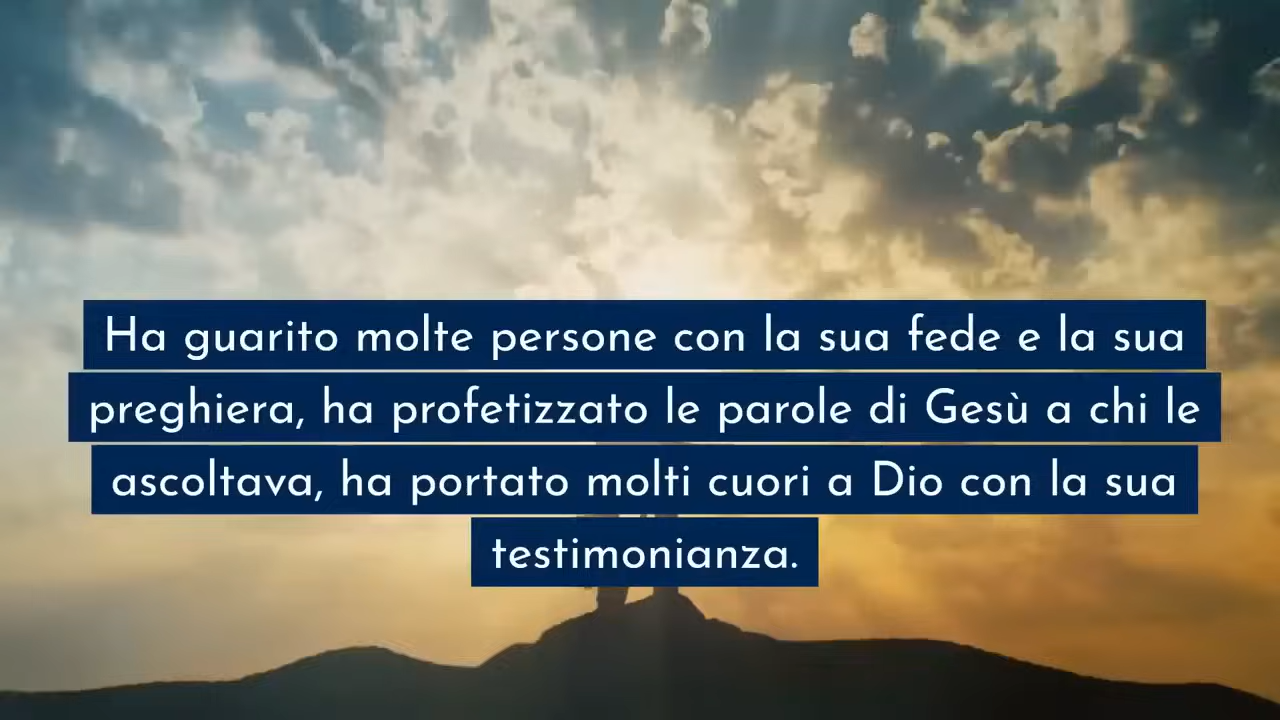 Ha guarito molte persone con la sua fede e la sua
preghiera, ha profetizzato le parole di Gesù a chi le
ascoltava, ha portato molti cuori a Dio con la sua
testimonianza.